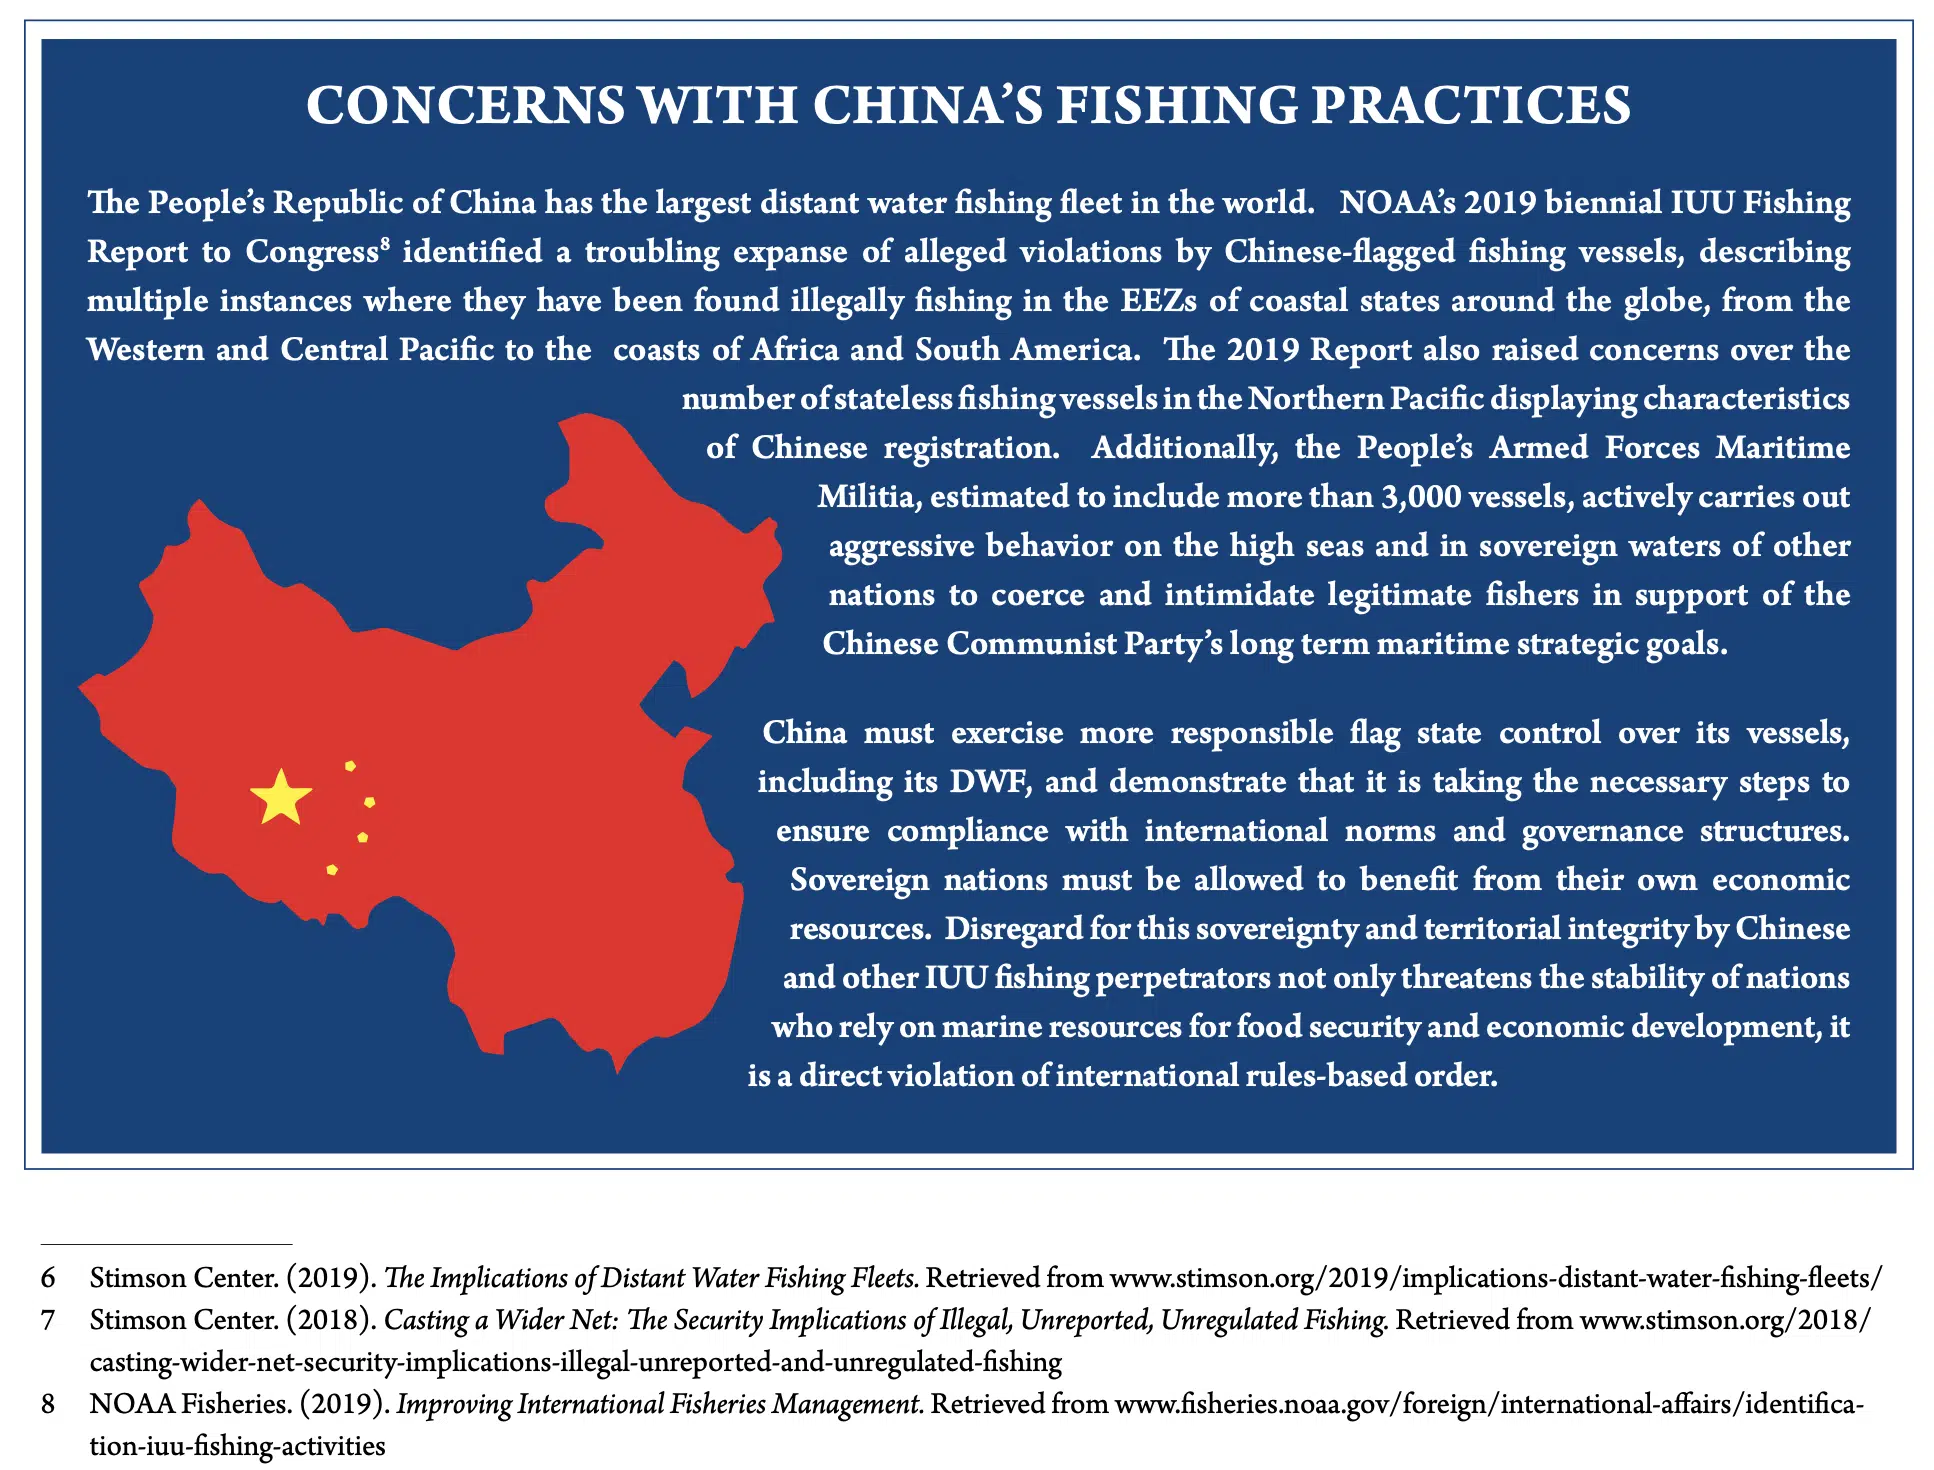 CONCERNS WITH CHINA’S FISHING PRACTICES
The People’s Republic of China has the largest distant water fishing fleet in the world. NOAA’s 2019 biennial IUU Fishing
Report to Congress⁸ identified a troubling expanse of alleged violations by Chinese-flagged fishing vessels, describing
multiple instances where they have been found illegally fishing in the EEZs of coastal states around the globe, from the
Western and Central Pacific to the coasts of Africa and South America. The 2019 Report also raised concerns over the
number of stateless fishing vessels in the Northern Pacific displaying characteristics
of Chinese registration. Additionally, the People’s Armed Forces Maritime
Militia, estimated to include more than 3,000 vessels, actively carries out
aggressive behavior on the high seas and in sovereign waters of other
nations to coerce and intimidate legitimate fishers in support of the
Chinese Communist Party’s long term maritime strategic goals.
China must exercise more responsible flag state control over its vessels,
including its DWF, and demonstrate that it is taking the necessary steps to
ensure compliance with international norms and governance structures.
Sovereign nations must be allowed to benefit from their own economic
resources. Disregard for this sovereignty and territorial integrity by Chinese
and other IUU fishing perpetrators not only threatens the stability of nations
who rely on marine resources for food security and economic development, it
is a direct violation of international rules-based order.
6 Stimson Center. (2019). The Implications of Distant Water Fishing Fleets. Retrieved from www.stimson.org/2019/implications-distant-water-fishing-fleets/
7 Stimson Center. (2018). Casting a Wider Net: The Security Implications of Illegal, Unreported, Unregulated Fishing. Retrieved from www.stimson.org/2018/
casting-wider-net-security-implications-illegal-unreported-and-unregulated-fishing
8 NOAA Fisheries. (2019). Improving International Fisheries Management. Retrieved from www.fisheries.noaa.gov/foreign/international-affairs/identifica-
tion-iuu-fishing-activities